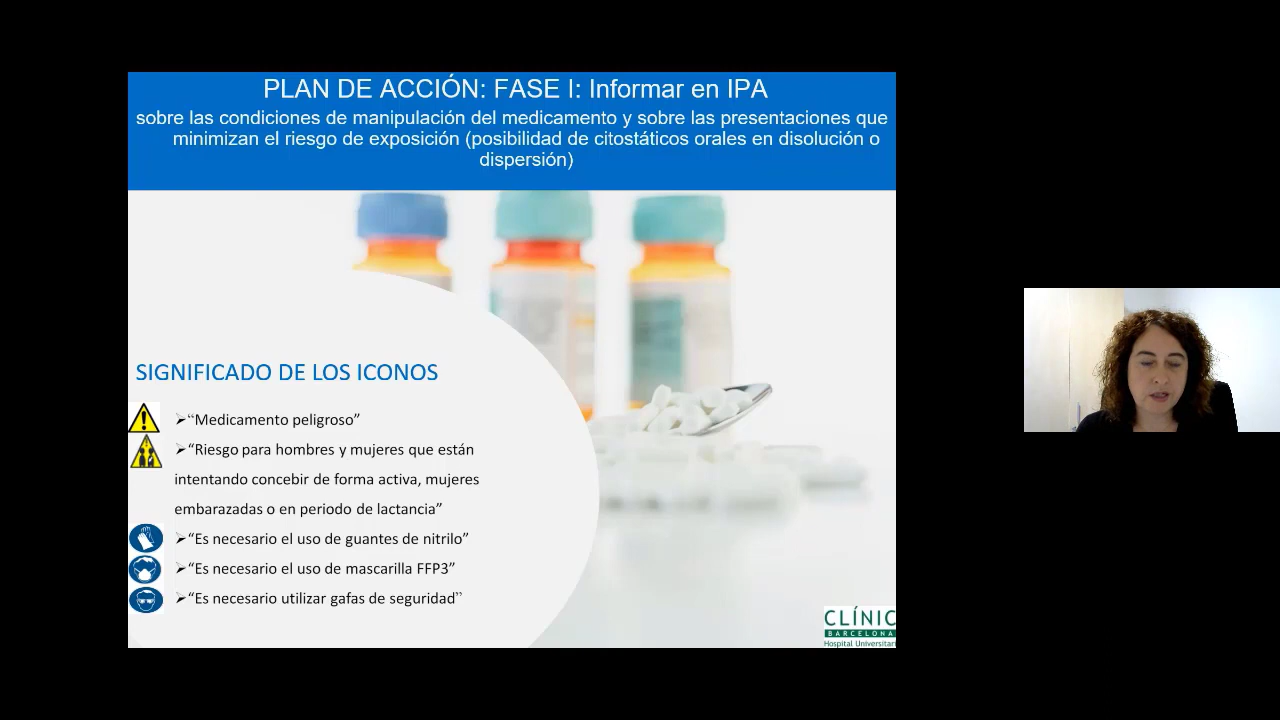 PLAN DE ACCIÓN: FASE I: Informar en IPA
sobre las condiciones de manipulación del medicamento y sobre las presentaciones que
minimizan el riesgo de exposición (posibilidad de citostáticos orales en disolución o
dispersión)
SIGNIFICADO DE LOS ICONOS
➢“Medicamento peligroso”
➢“Riesgo para hombres y mujeres que están
intentando concebir de forma activa, mujeres
embarazadas o en periodo de lactancia”
➢“Es necesario el uso de guantes de nitrilo”
➢“Es necesario el uso de mascarilla FFP3”
➢“Es necesario utilizar gafas de seguridad”
CLÍNIC
BARCELONA
Hospital Universitari